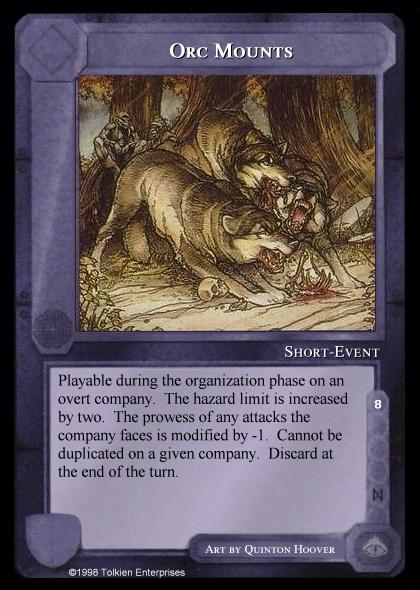 Orc Mounts
Short-Event
Playable during the organization phase on an
overt company. The hazard limit is increased
by two. The prowess of any attacks the
company faces is modified by -1. Cannot be
duplicated on a given company. Discard at
the end of the turn.
8
Art by Quinton Hoover
©1998 Tolkien Enterprises